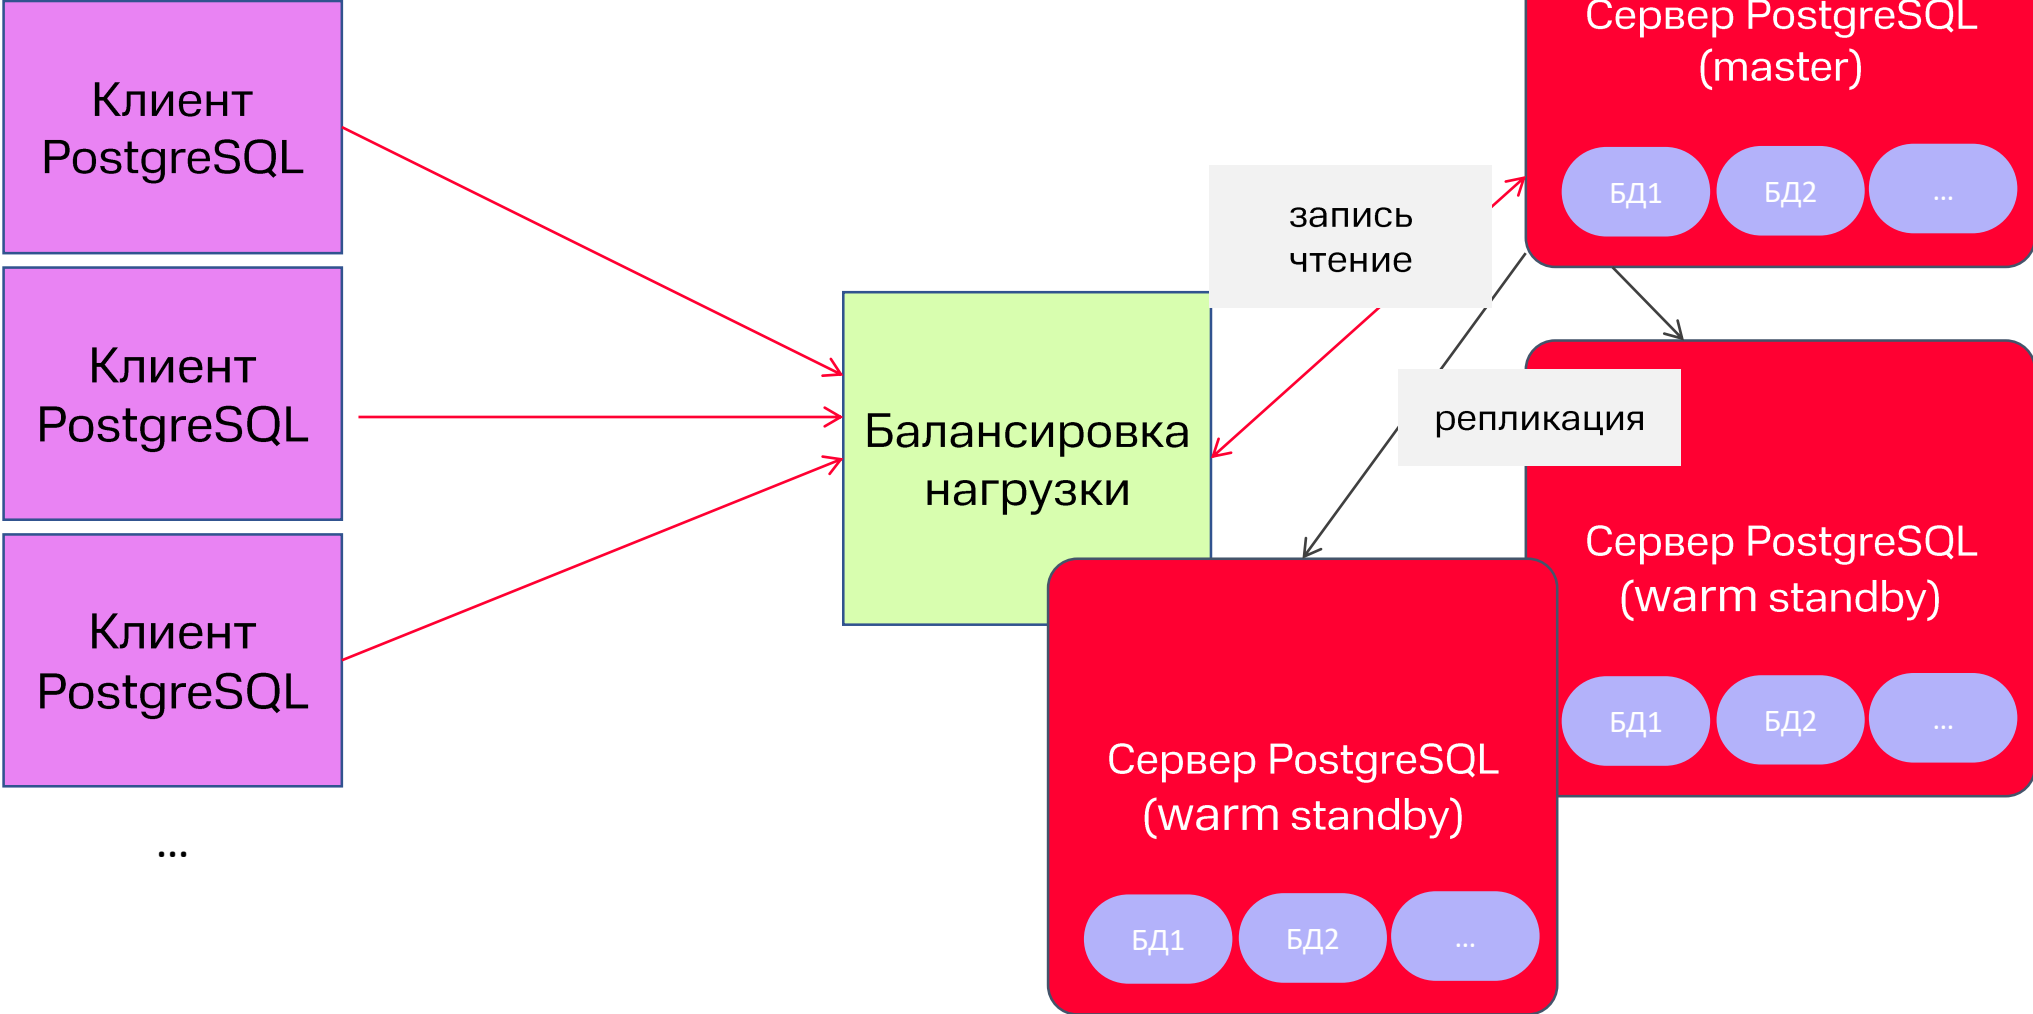 Клиент
PostgreSQL
Клиент
PostgreSQL
Клиент
PostgreSQL
...
Балансировка
нагрузки
запись
чтение
репликация
Сервер PostgreSQL
(master)
БД1 БД2 ...
Сервер PostgreSQL
(warm standby)
БД1 БД2 ...
Сервер PostgreSQL
(warm standby)
БД1 БД2 ...